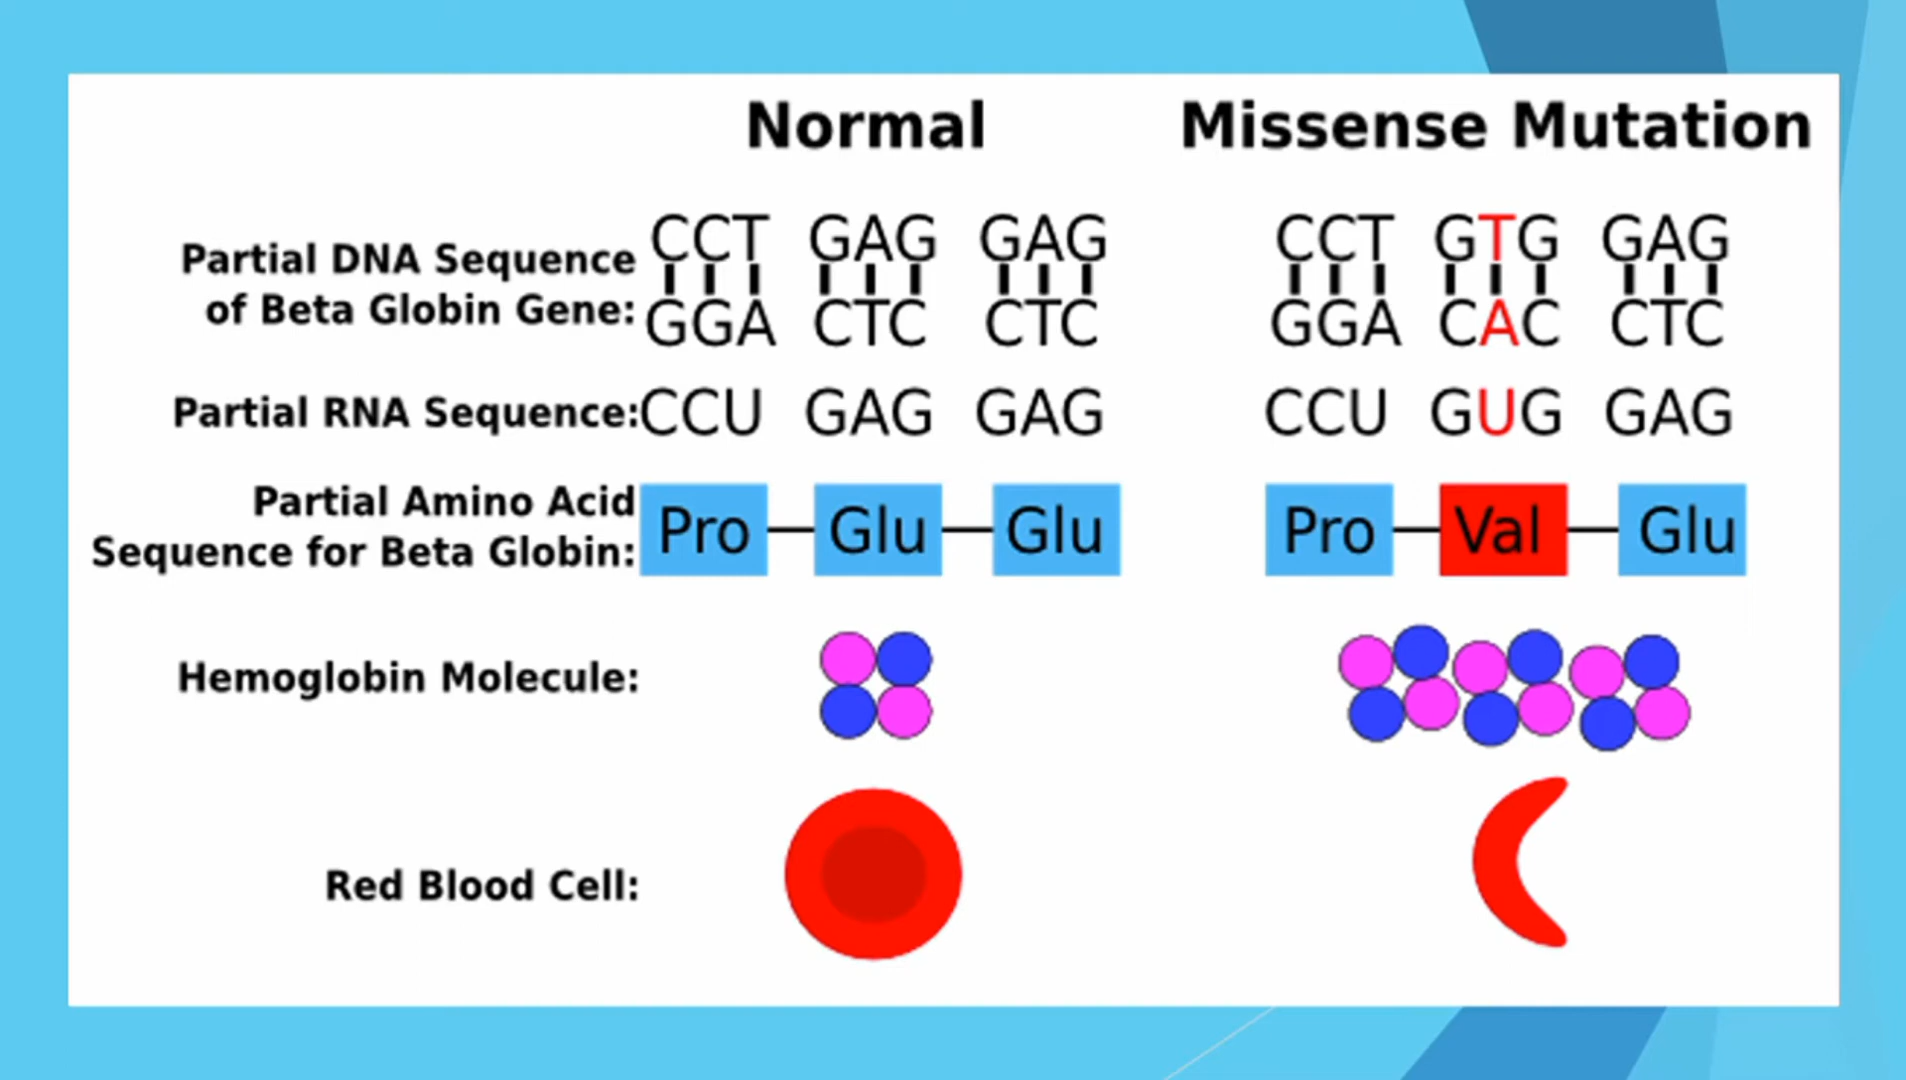 Normal Missense Mutation
Partial DNA Sequence
of Beta Globin Gene:
CCT GAG GAG CCT GTG GAG
GGA CTC CTC GGA CAC CTC
Partial RNA Sequence: CCU GAG GAG CCU GUG GAG
Partial Amino Acid
Sequence for Beta Globin:
Pro Glu Glu Pro Val Glu
Hemoglobin Molecule:
Red Blood Cell: